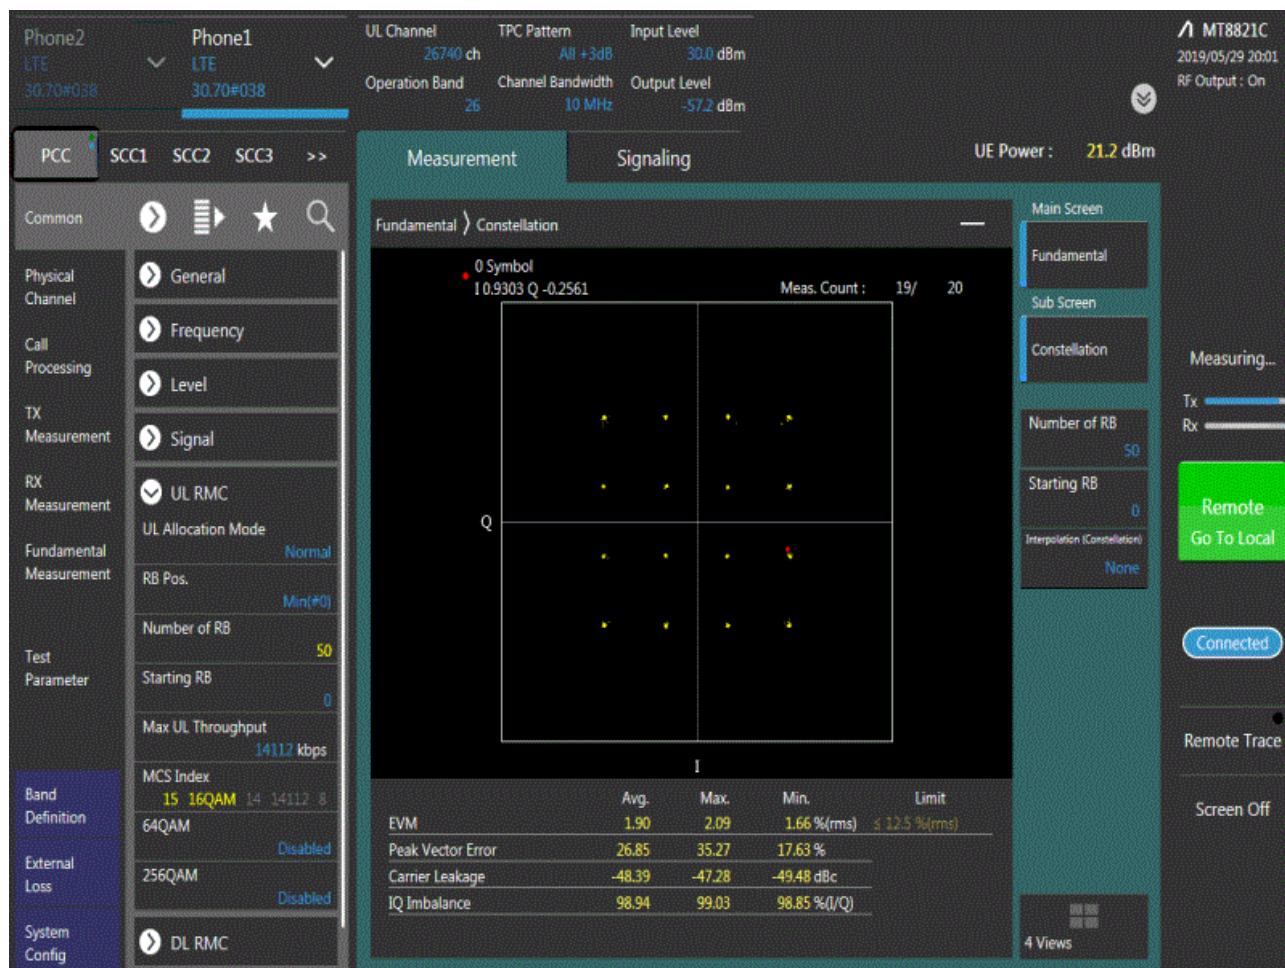 Phone2
LTE
30.70#038
Phone1
LTE
30.70#038
UL Channel
26740 ch
TPC Pattern
All +3dB
Input Level
30.0 dBm
Operation Band
26
Channel Bandwidth
10 MHz
Output Level
-57.2 dBm
MT8821C
2019/05/29 20:01
RF Output : On
PCC SCC1 SCC2 SCC3 >>
Measurement
Signaling
UE Power : 21.2 dBm
Common
Physical
Channel
Call
Processing
TX
Measurement
RX
Measurement
Fundamental
Measurement
Test
Parameter
Band
Definition
External
Loss
System
Config
General
Frequency
Level
Signal
UL RMC
UL Allocation Mode
Normal
RB Pos.
Min(#0)
Number of RB
50
Starting RB
0
Max UL Throughput
14112 kbps
MCS Index
15 16QAM 14 14112 8
64QAM
Disabled
256QAM
Disabled
DL RMC
Fundamental 〉 Constellation
0 Symbol
I 0.9303 Q -0.2561
Meas. Count : 19/ 20
Q
I
Avg. Max. Min. Limit
EVM 1.90 2.09 1.66 %(rms) ≤ 12.5 %(rms)
Peak Vector Error 26.85 35.27 17.63 %
Carrier Leakage -48.39 -47.28 -49.48 dBc
IQ Imbalance 98.94 99.03 98.85 %(I/Q)
Main Screen
Fundamental
Sub Screen
Constellation
Number of RB
50
Starting RB
0
Interpolation (Constellation)
None
4 Views
Measuring...
Tx
Rx
Remote
Go To Local
Connected
Remote Trace
Screen Off